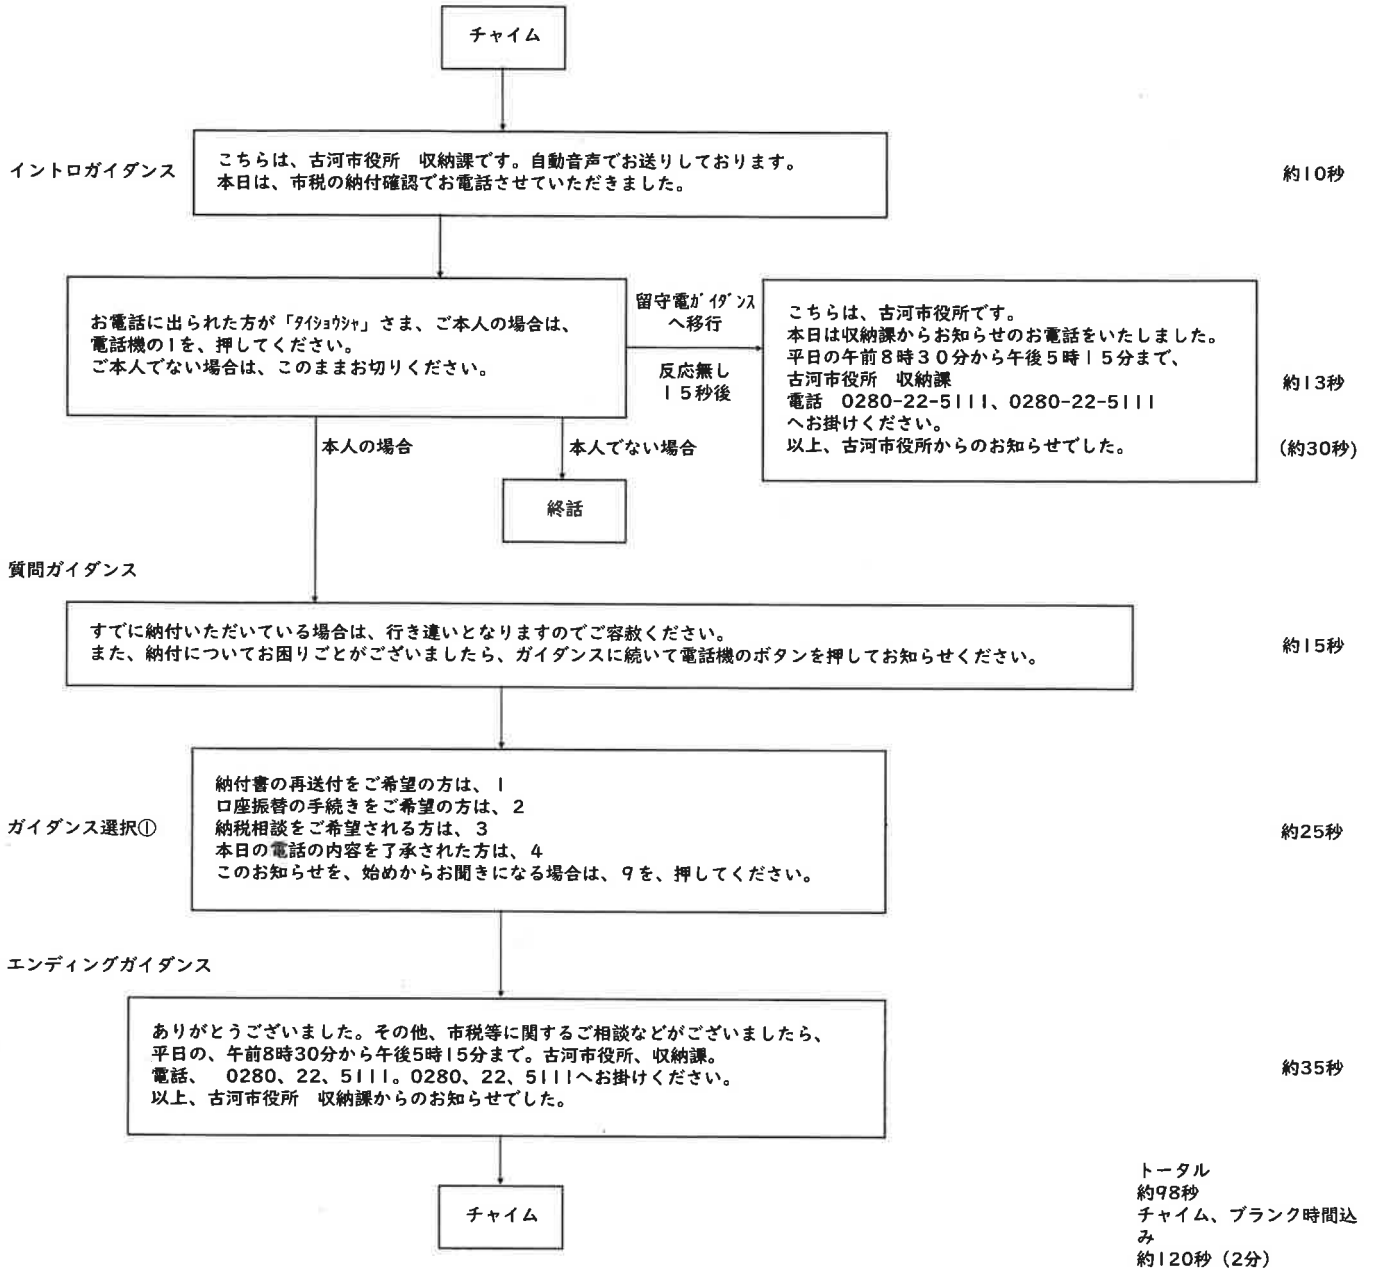 チャイム
イントロガイダンス
こちらは、古河市役所　収納課です。自動音声でお送りしております。
本日は、市税の納付確認でお電話させていただきました。
約10秒
お電話に出られた方が「ﾀｲｼｮｳｼｬ」さま、ご本人の場合は、
電話機の1を、押してください。
ご本人でない場合は、このままお切りください。
留守電ｶﾞｲﾀﾞﾝｽ
へ移行
反応無し
１５秒後
こちらは、古河市役所です。
本日は収納課からお知らせのお電話をいたしました。
平日の午前８時３０分から午後５時１５分まで、
古河市役所　収納課
電話　0280-22-5111、0280-22-5111
へお掛けください。
以上、古河市役所からのお知らせでした。
約13秒
(約30秒)
本人の場合
本人でない場合
終話
質問ガイダンス
すでに納付いただいている場合は、行き違いとなりますのでご容赦ください。
また、納付についてお困りごとがございましたら、ガイダンスに続いて電話機のボタンを押してお知らせください。
約15秒
ガイダンス選択①
納付書の再送付をご希望の方は、１
口座振替の手続きをご希望の方は、２
納税相談をご希望される方は、３
本日の電話の内容を了承された方は、４
このお知らせを、始めからお聞きになる場合は、９を、押してください。
約25秒
エンディングガイダンス
ありがとうございました。その他、市税等に関するご相談などがございましたら、
平日の、午前8時30分から午後5時15分まで。古河市役所、収納課。
電話、　0280、22、5111。0280、22、5111へお掛けください。
以上、古河市役所　収納課からのお知らせでした。
約35秒
チャイム
トータル
約98秒
チャイム、ブランク時間込
み
約120秒（2分）